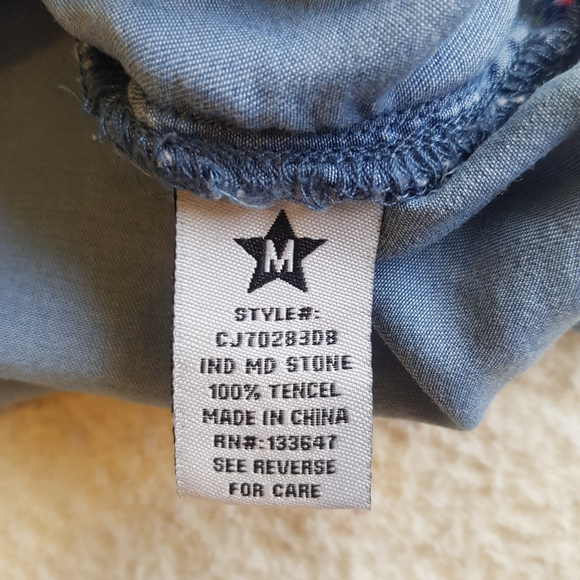 M
STYLE#:
CJ70283D8
IND MD STONE
100% TENCEL
MADE IN CHINA
RN#:133647
SEE REVERSE
FOR CARE